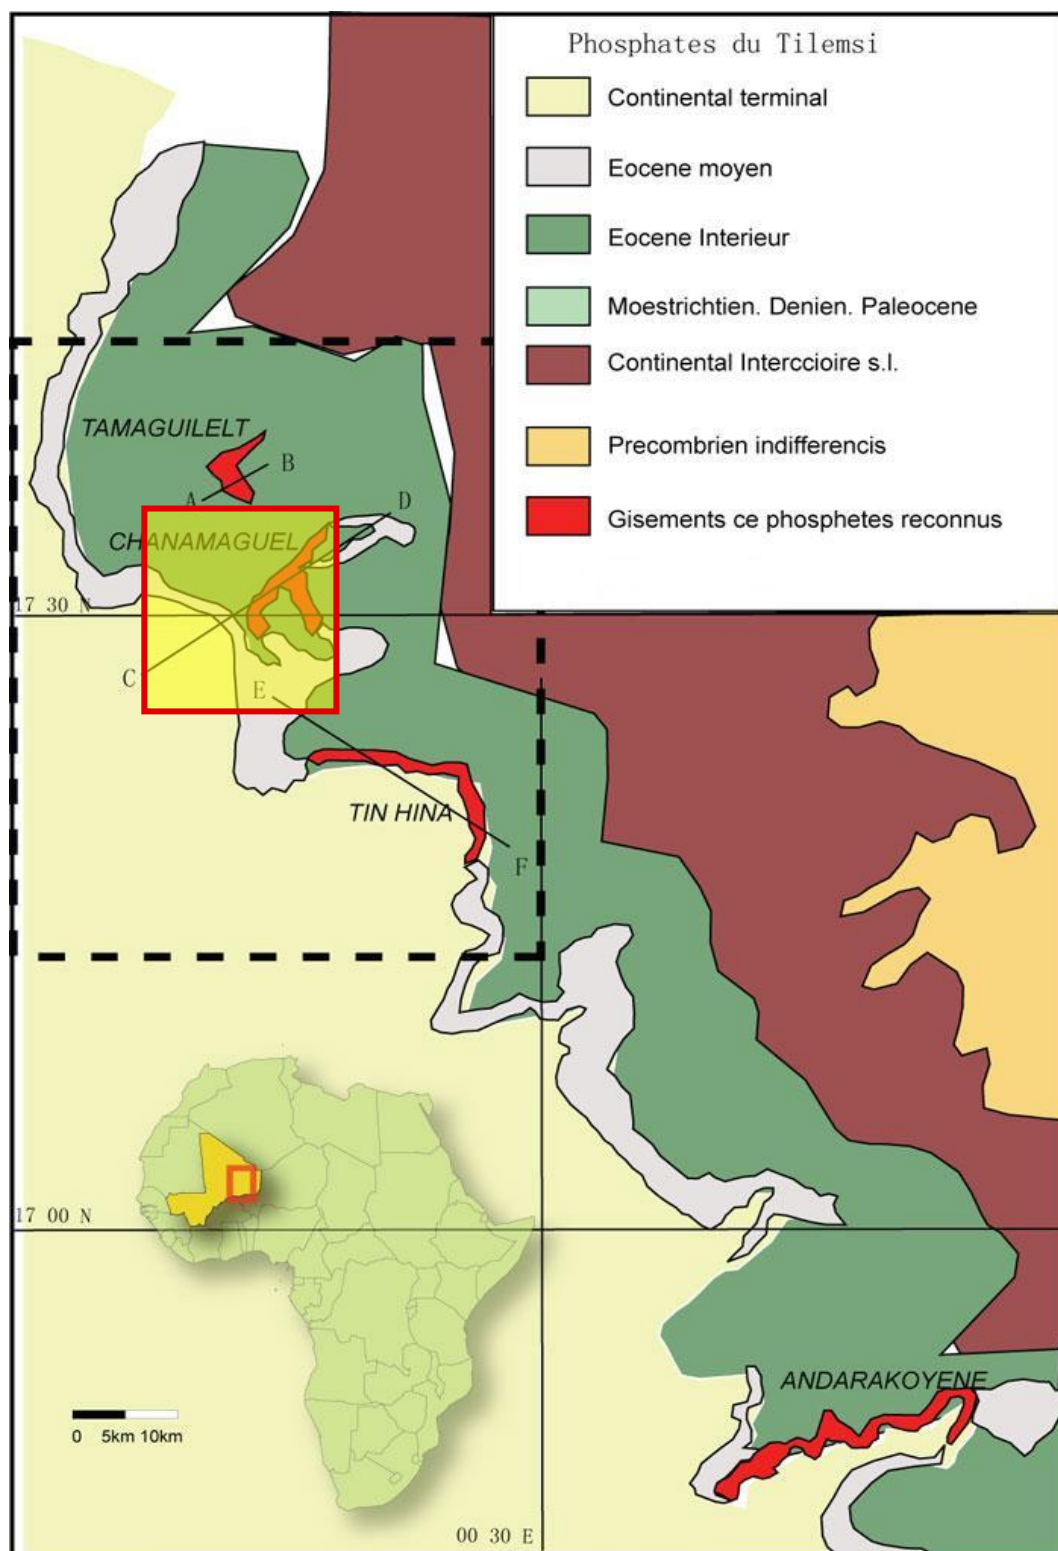 Phosphates du Tilemsi
Continental terminal
Eocene moyen
Eocene Interieur
Moestrichtien. Denien. Paleocene
Continental Interccioire s.l.
Precombrien indifferencis
Gisements ce phosphetes reconnus
TAMAGUILELT
B
A
D
CHANAMAGUEL
17 30 N
C
E
TIN HINA
F
17 00 N
ANDARAKOYENE
0 5km 10km
00 30 E